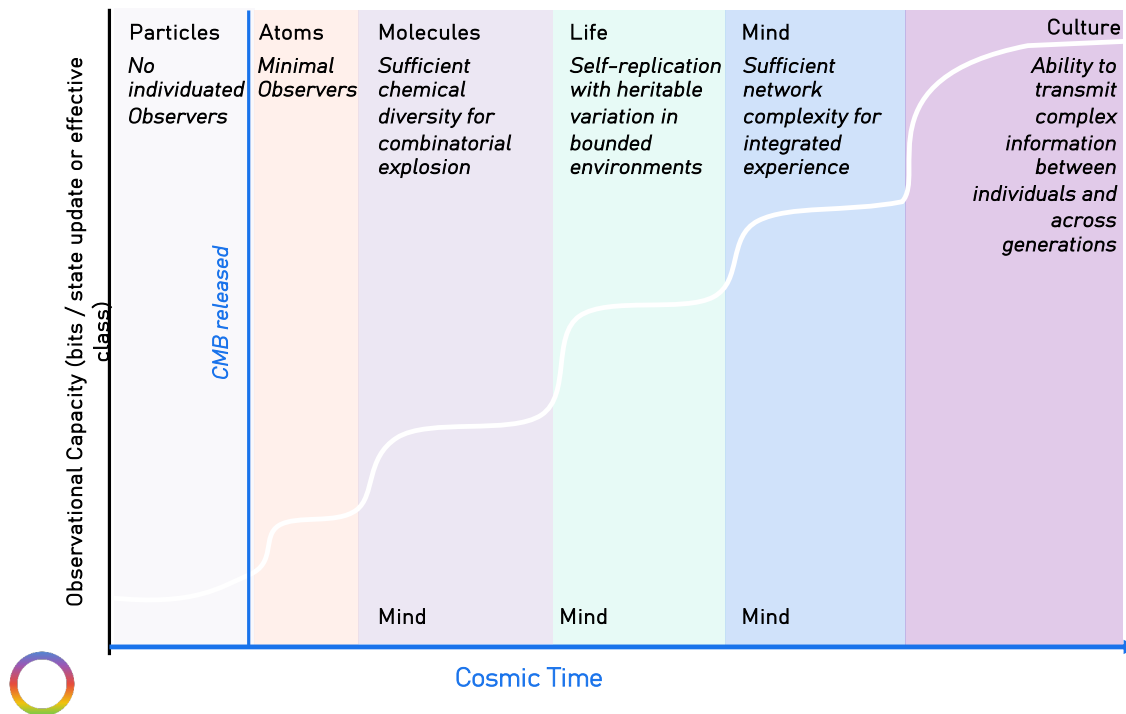 Particles
No
individuated
Observers
Atoms
Minimal
Observers
Molecules
Sufficient
chemical
diversity for
combinatorial
explosion
Life
Self-replication
with heritable
variation in
bounded
environments
Mind
Sufficient
network
complexity for
integrated
experience
Culture
Ability to
transmit
complex
information
between
individuals and
across
generations
Observational Capacity (bits / state update or effective
class)
CMB released
Mind
Mind
Mind
Cosmic Time